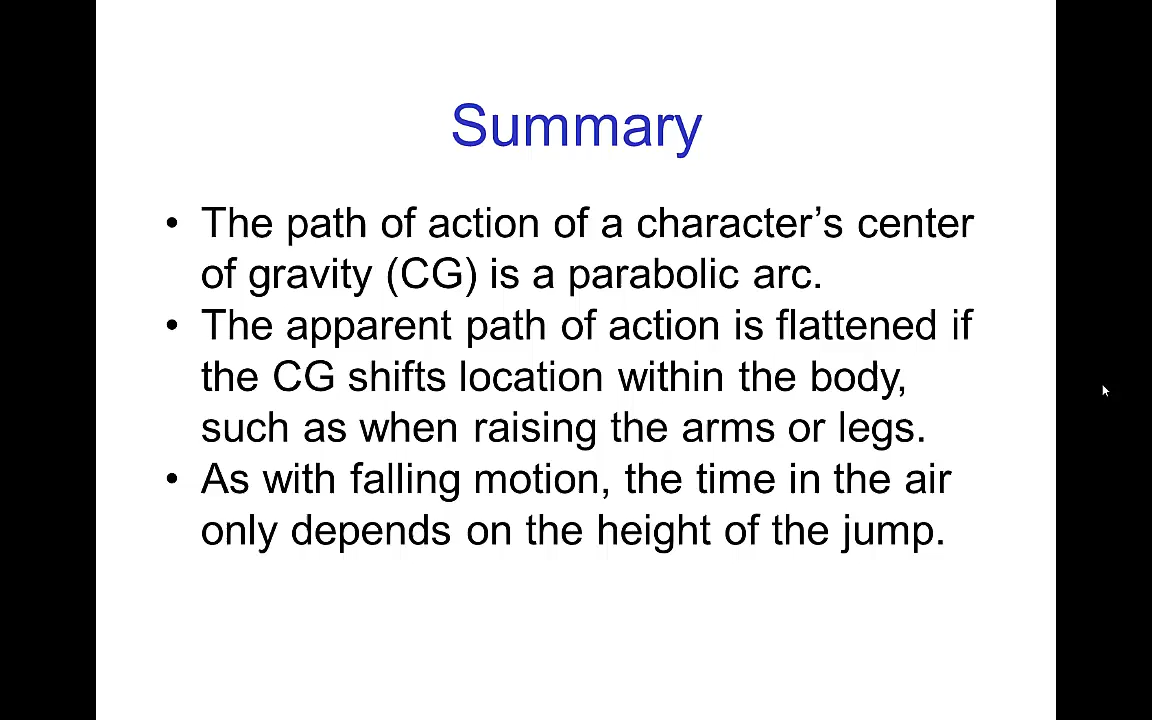 Summary
• The path of action of a character’s center
of gravity (CG) is a parabolic arc.
• The apparent path of action is flattened if
the CG shifts location within the body,
such as when raising the arms or legs.
• As with falling motion, the time in the air
only depends on the height of the jump.